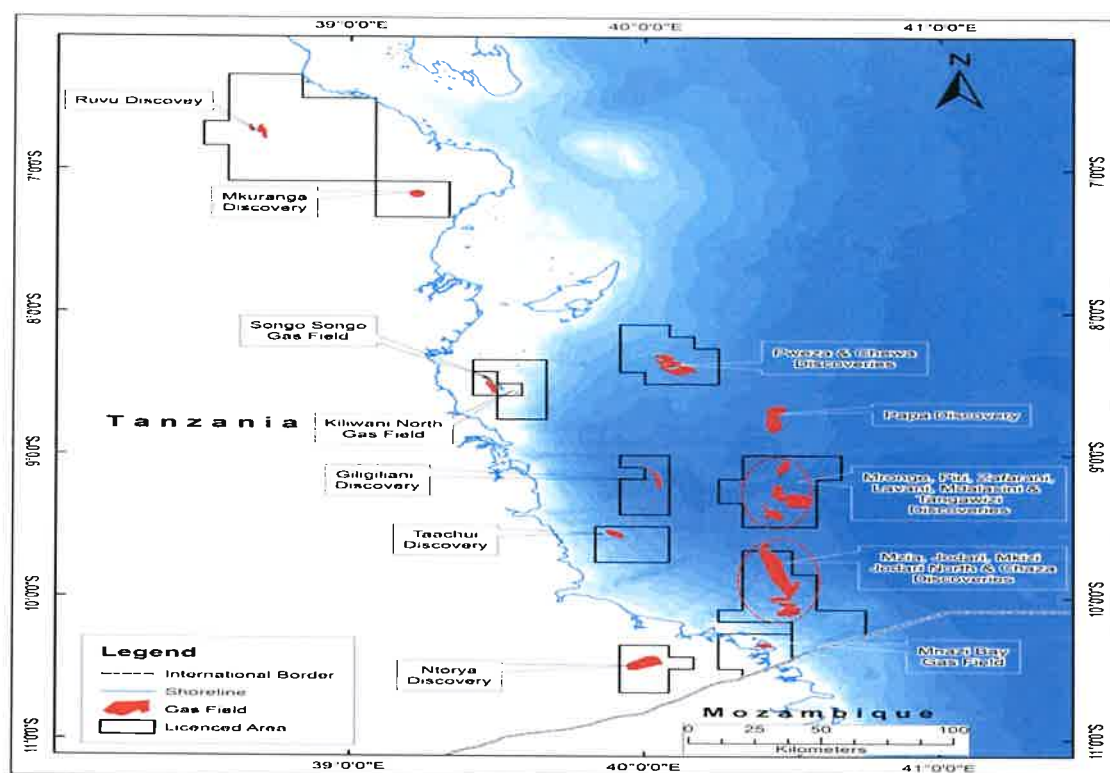 39°0'0"E
40°0'0"E
41°0'0"E
N
Ruvu Discovey
7°0'0"S
7°0'0"S
Mkuranga
Discovery
8°0'0"S
8°0'0"S
Songo Songo
Gas Field
Pweza & Chewa
Discoveries
Papa Discovery
Tanzania
Kiliwani North
Gas Field
9°0'0"S
9°0'0"S
Giligiliani
Discovery
Mronge, Piri, Zafarani,
Lavani, Mdalasini &
Tangawizi
Discoveries
Taachui
Discovery
Mzia, Jodari, Mkizi
Jodari North & Chaza
Discoveries
10°0'0"S
10°0'0"S
Mnazi Bay
Gas Field
Ntorya
Discovery
Legend
International Border
Shoreline
Gas Field
Licenced Area
Mozambique
0 25 50 100
Kilometers
11°0'0"S
11°0'0"S
39°0'0"E
40°0'0"E
41°0'0"E